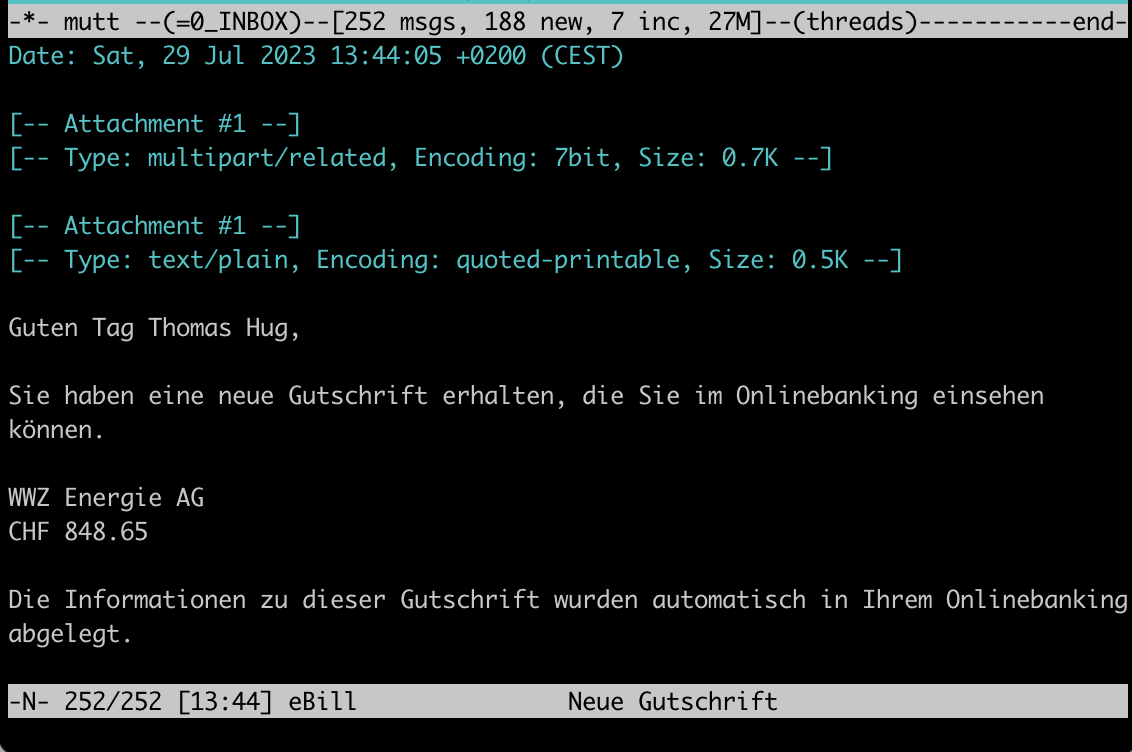 -*- mutt --(=0_INBOX)--[252 msgs, 188 new, 7 inc, 27M]--(threads)-----------end-
Date: Sat, 29 Jul 2023 13:44:05 +0200 (CEST)
[-- Attachment #1 --]
[-- Type: multipart/related, Encoding: 7bit, Size: 0.7K --]
[-- Attachment #1 --]
[-- Type: text/plain, Encoding: quoted-printable, Size: 0.5K --]
Guten Tag Thomas Hug,
Sie haben eine neue Gutschrift erhalten, die Sie im Onlinebanking einsehen
können.
WWZ Energie AG
CHF 848.65
Die Informationen zu dieser Gutschrift wurden automatisch in Ihrem Onlinebanking
abgelegt.
-N- 252/252 [13:44] eBill Neue Gutschrift